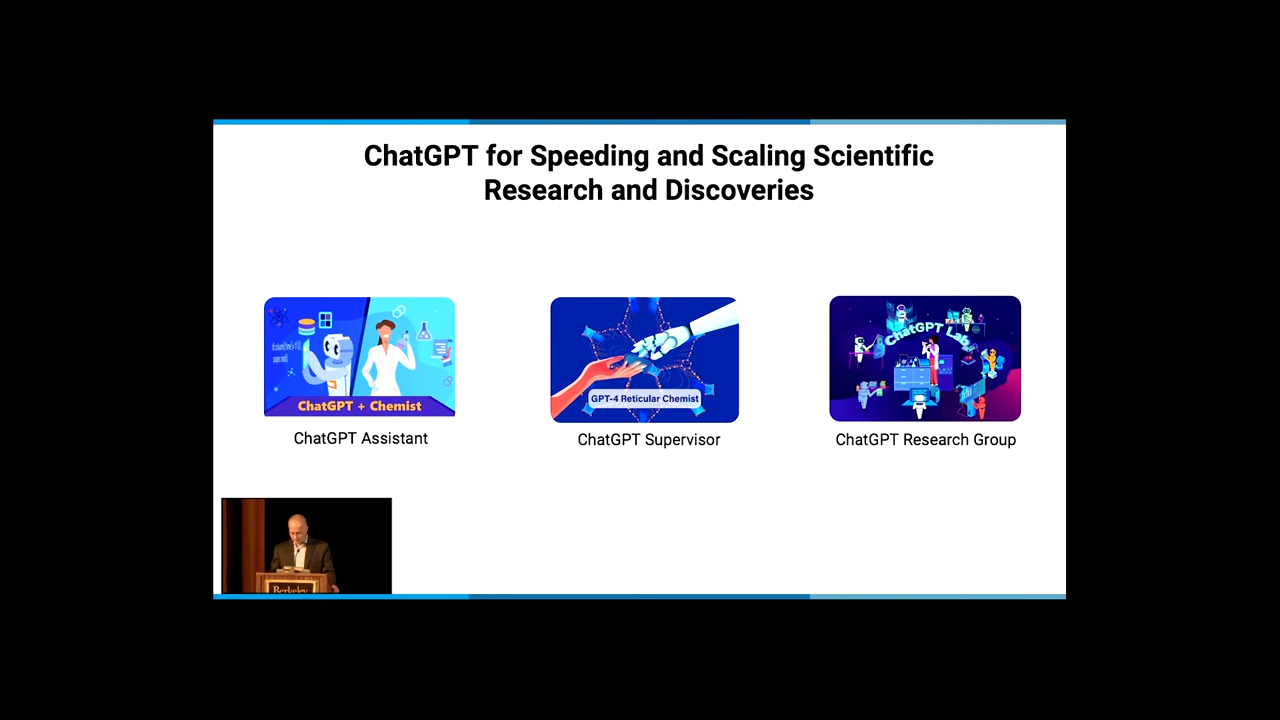 ChatGPT for Speeding and Scaling Scientific
Research and Discoveries
ChatGPT + Chemist
ChatGPT Assistant
GPT-4 Reticular Chemist
ChatGPT Supervisor
ChatGPT Lab
ChatGPT Research Group
Berkeley